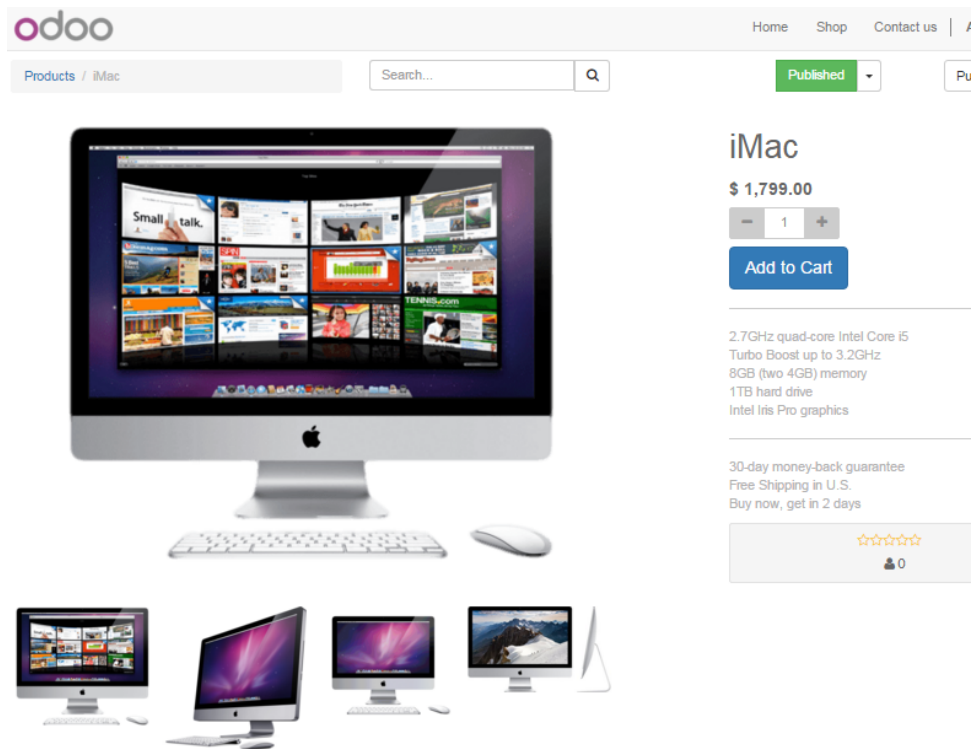 odoo
Home Shop Contact us
Products / iMac
Search...
Published
Pu
iMac
$ 1,799.00
1
Add to Cart
2.7GHz quad-core Intel Core i5
Turbo Boost up to 3.2GHz
8GB (two 4GB) memory
1TB hard drive
Intel Iris Pro graphics
30-day money-back guarantee
Free Shipping in U.S.
Buy now, get in 2 days
0
Small talk.
TENNIS.com